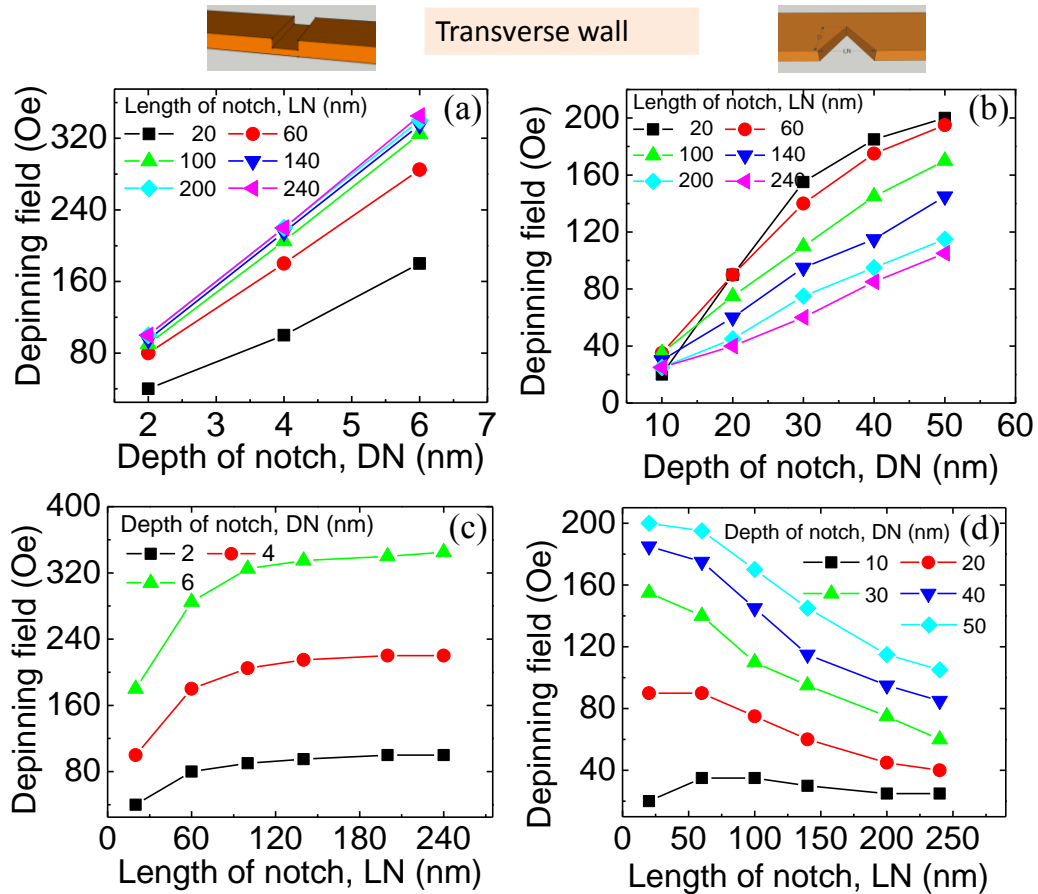 Transverse wall
LN
(a)
Length of notch, LN (nm)
20 60
100 140
200 240
Depinning field (Oe)
320
240
160
80
2 3 4 5 6 7
Depth of notch, DN (nm)
(b)
Length of notch, LN (nm)
20 60
100 140
200 240
Depinning field (Oe)
200
160
120
80
40
0
10 20 30 40 50 60
Depth of notch, DN (nm)
(c)
Depth of notch, DN (nm)
2 4
6
Depinning field (Oe)
400
320
240
160
80
0 60 120 180 240
Length of notch, LN (nm)
(d)
Depth of notch, DN (nm)
10 20
30 40
50
Depinning field (Oe)
200
160
120
80
40
0 50 100 150 200 250
Length of notch, LN (nm)